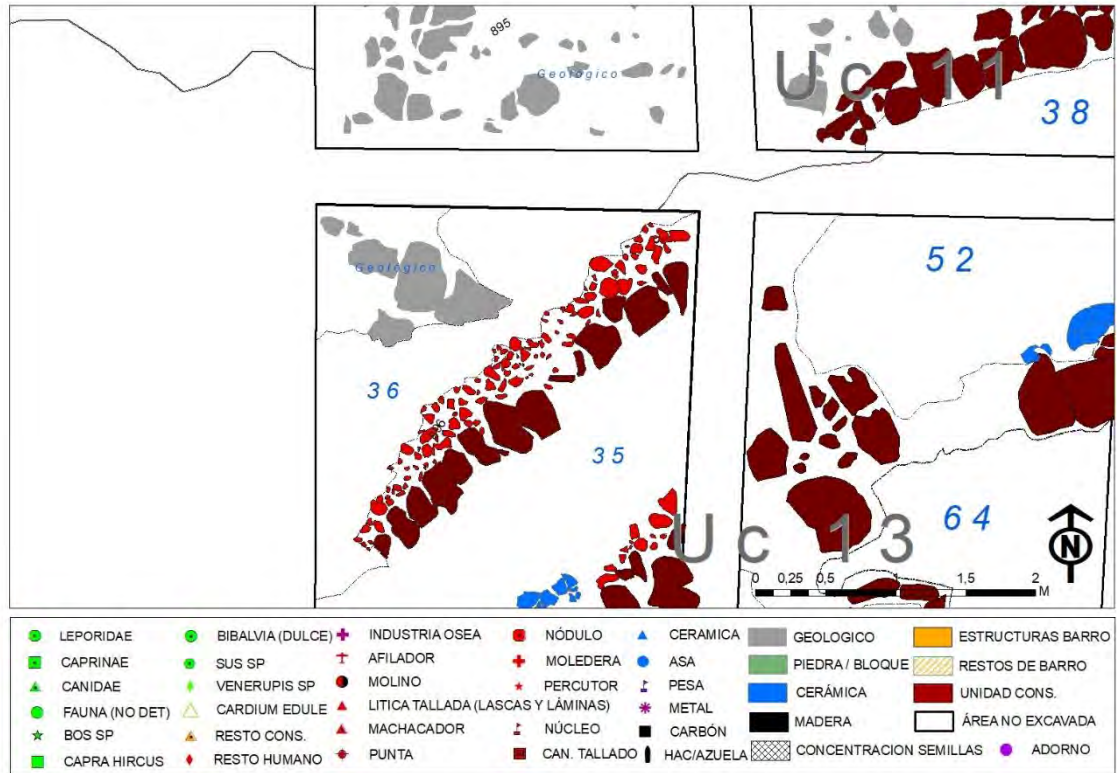 895
Geologico
Uc 11
38
Geológico
52
36
35
Uc 13
64
N
0 0,25 0,5 1 1,5 2
M
LEPORIDAE
CAPRINAE
CANIDAE
FAUNA (NO DET)
BOS SP
CAPRA HIRCUS
BIBALVIA (DULCE)
SUS SP
VENERUPIS SP
CARDIUM EDULE
RESTO CONS.
RESTO HUMANO
INDUSTRIA OSEA
AFILADOR
MOLINO
LITICA TALLADA (LASCAS Y LÁMINAS)
MACHACADOR
PUNTA
NÓDULO
MOLEDERA
PERCUTOR
NÚCLEO
CAN. TALLADO
CERAMICA
ASA
PESA
METAL
CARBÓN
HAC/AZUELA
GEOLOGICO
PIEDRA / BLOQUE
CERÁMICA
MADERA
CONCENTRACION SEMILLAS
ESTRUCTURAS BARRO
RESTOS DE BARRO
UNIDAD CONS.
ÁREA NO EXCAVADA
ADORNO